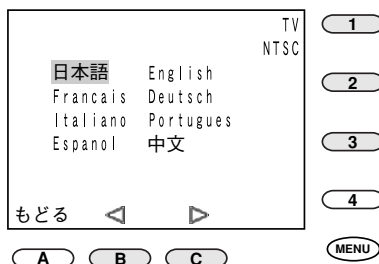 TV
NTSC
日本語 English
Francais Deutsch
Italiano Portugues
Espanol 中文
もどる
1
2
3
4
A B C
MENU